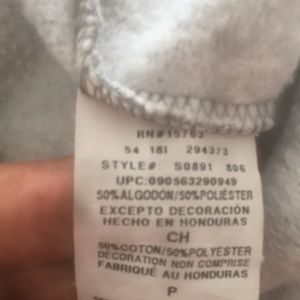 RN#15763
54 181 294373
STYLE#: S0891 806
UPC:090563290949
50%ALGODÓN/50%POLIÉSTER
EXCEPTO DECORACIÓN
HECHO EN HONDURAS
CH
50%COTON/50%POLYESTER
DÉCORATION NON COMPRISE
FABRIQUÉ AU HONDURAS
P